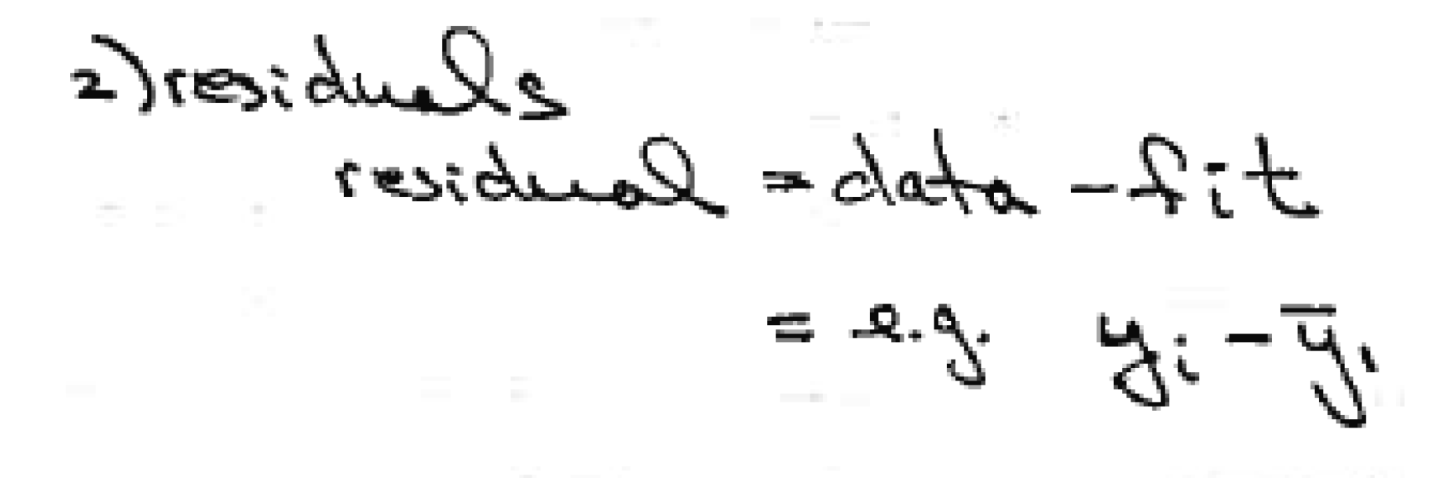 2) residuals
residual = data - fit
= e.g. yᵢ - ȳ,